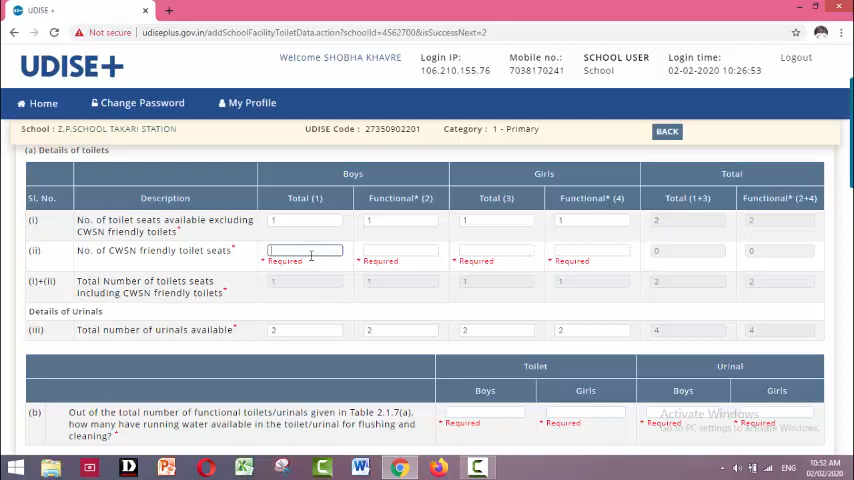 UDISE +
Not secure | udiseplus.gov.in/addSchoolFacilityToiletData.action?schoolId=4562700&isSuccessNext=2
UDISE+
Welcome SHOBHA KHAVRE
Login IP:
106.210.155.76
Mobile no:
7038170241
SCHOOL USER
School
Login time:
02-02-2020 10:26:53
Logout
Home Change Password My Profile
School : Z.P.SCHOOL TAKARI STATION UDISE Code : 27350902201 Category : 1 - Primary BACK
(a) Details of toilets
Boys Girls Total
Sl. No. Description Total (1) Functional* (2) Total (3) Functional* (4) Total (1+3) Functional* (2+4)
(i) No. of toilet seats available excluding CWSN friendly toilets* 1 1 1 1 2 2
(ii) No. of CWSN friendly toilet seats* 0 0
* Required * Required * Required * Required
(i)+(ii) Total Number of toilets seats including CWSN friendly toilets* 1 1 1 1 2 2
Details of Urinals
(iii) Total number of urinals available* 2 2 2 2 4 4
Toilet Urinal
Boys Girls Boys Girls
(b) Out of the total number of functional toilets/urinals given in Table 2.1.7(a), how many have running water available in the toilet/urinal for flushing and cleaning?*
* Required * Required * Required * Required
Activate Windows
Go to PC settings to activate Windows.
ENG
10:52 AM
02/02/2020